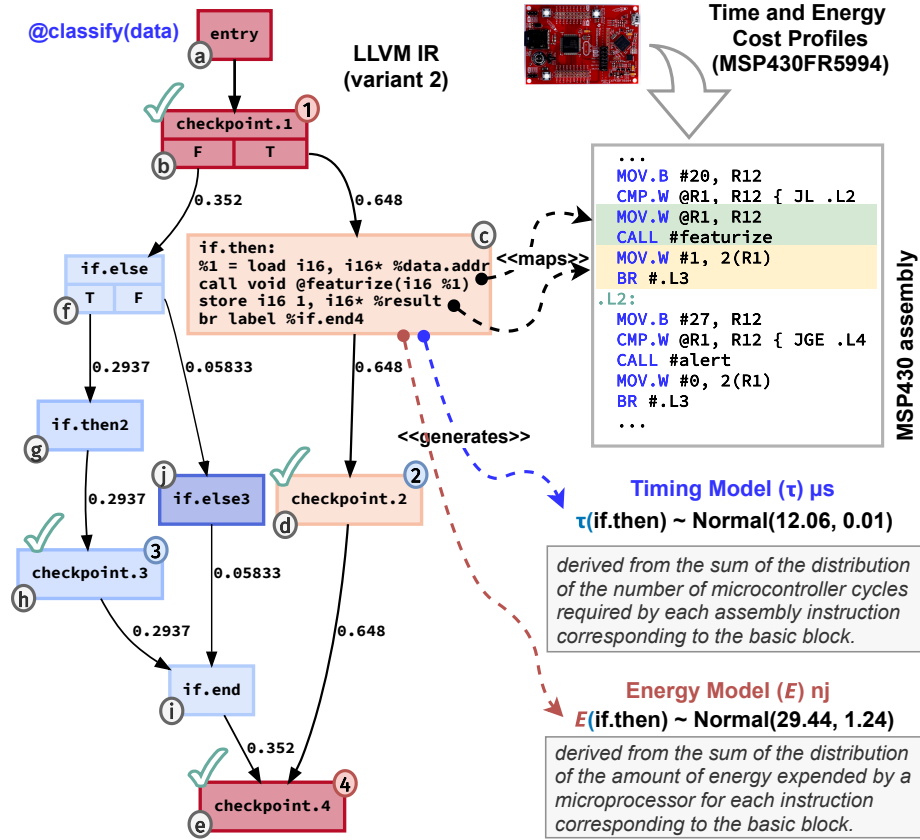 @classify(data)
entry
a
LLVM IR
(variant 2)
Time and Energy
Cost Profiles
(MSP430FR5994)
1
checkpoint.1
F T
b
0.352
0.648
c
if.then:
%1 = load i16, i16* %data.addr
call void @featurize(i16 %1)
store i16 1, i16* %result
br label %if.end4
<<maps>>
...
MOV.B #20, R12
CMP.W @R1, R12 { JL .L2
MOV.W @R1, R12
CALL #featurize
MOV.W #1, 2(R1)
BR #.L3
.L2:
MOV.B #27, R12
CMP.W @R1, R12 { JGE .L4
CALL #alert
MOV.W #0, 2(R1)
BR #.L3
...
MSP430 assembly
if.else
T F
f
0.2937
0.05833
0.648
if.then2
g
<<generates>>
0.2937
j
if.else3
2
checkpoint.2
d
Timing Model (τ) μs
τ(if.then) ~ Normal(12.06, 0.01)
derived from the sum of the distribution
of the number of microcontroller cycles
required by each assembly instruction
corresponding to the basic block.
3
checkpoint.3
h
0.05833
0.2937
0.648
if.end
i
0.352
Energy Model (E) nj
E(if.then) ~ Normal(29.44, 1.24)
derived from the sum of the distribution
of the amount of energy expended by a
microprocessor for each instruction
corresponding to the basic block.
4
checkpoint.4
e